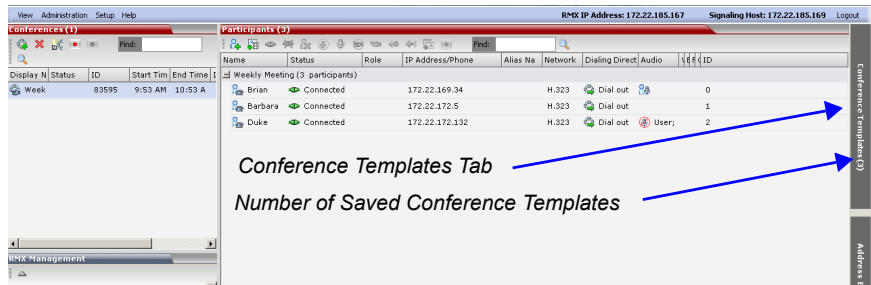 View Administration Setup Help
RMX IP Address: 172.22.185.167 Signaling Host: 172.22.185.169 Logout
Conferences (1)
Find:
Display N Status ID Start Tim End Time
Week 83595 9:53 AM 10:53 A
RMX Management
Participants (3)
Find:
Name Status Role IP Address/Phone Alias Na Network Dialing Direct Audio ID
Weekly Meeting (3 participants)
Brian Connected 172.22.169.34 H.323 Dial out 0
Barbara Connected 172.22.172.5 H.323 Dial out 1
Duke Connected 172.22.172.132 H.323 Dial out User; 2
Conference Templates Tab
Number of Saved Conference Templates
Conference Templates (3)
Address